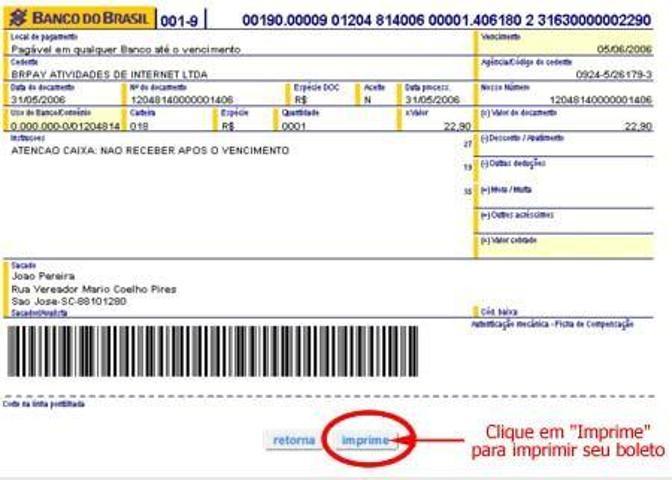 BANCO DO BRASIL 001-9 00190.00009 01204 814006 00001.406180 2 31630000002290
Local de pagamento Vencimento
Pagável em qualquer Banco até o vencimento 05/06/2006
Cedente Agência/Código do cedente
BRPAY ATIVIDADES DE INTERNET LTDA 0924-5/26179-3
Data do documento Nº do documento Espécie DOC Aceite Data process. Nosso Número
31/05/2006 12048140000001406 R$ N 31/05/2006 12048140000001406
Uso do Banco/Convênio Carteira Espécie Quantidade x Valor (=) Valor do documento
0.000.000-0/01204814 018 R$ 0001 22,90 22,90
Instruções 27 (-) Desconto / Abatimento
ATENCAO CAIXA: NAO RECEBER APOS O VENCIMENTO
19 (-) Outras deduções
(+) Mora / Multa
(+) Outros acréscimos
(=) Valor cobrado
Sacado
Joao Pereira
Rua Vereador Mario Coelho Pires
Sao Jose-SC-88101280
Cód. baixa
Autenticação mecânica - Ficha de Compensação
Corte na linha pontilhada
retorna imprime Clique em "Imprime"
para imprimir seu boleto